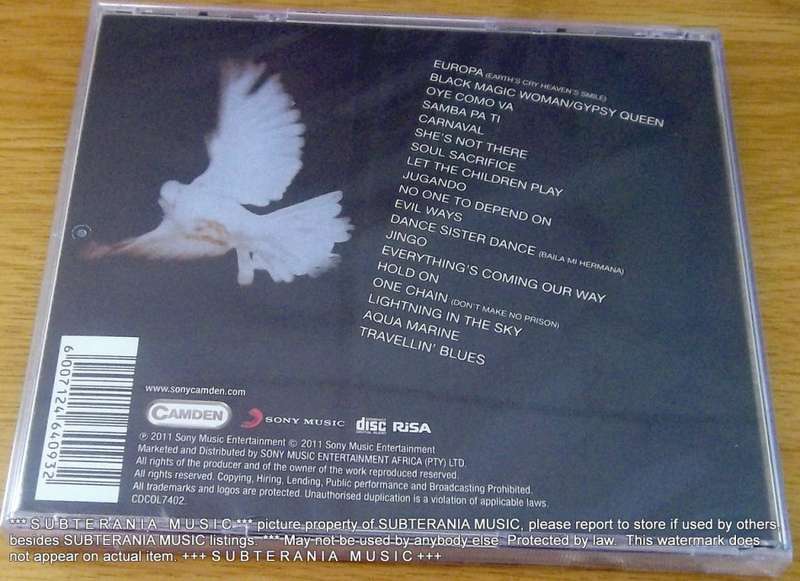 EUROPA (EARTH'S CRY HEAVEN'S SMILE)
BLACK MAGIC WOMAN/GYPSY QUEEN
OYE COMO VA
SAMBA PA TI
CARNAVAL
SHE'S NOT THERE
SOUL SACRIFICE
LET THE CHILDREN PLAY
JUGANDO
NO ONE TO DEPEND ON
EVIL WAYS
DANCE SISTER DANCE (BAILA MI HERMANA)
JINGO
EVERYTHING'S COMING OUR WAY
HOLD ON
ONE CHAIN (DON'T MAKE NO PRISON)
LIGHTNING IN THE SKY
AQUA MARINE
TRAVELLIN' BLUES
6007124640932
www.sonycamden.com
CAMDEN SONY MUSIC COMPACT disc DIGITAL AUDIO RiSA
℗ 2011 Sony Music Entertainment © 2011 Sony Music Entertainment
Marketed and Distributed by SONY MUSIC ENTERTAINMENT AFRICA (PTY) LTD.
All rights of the producer and of the owner of the work reproduced reserved.
All rights reserved. Copying, Hiring, Lending, Public performance and Broadcasting Prohibited.
All trademarks and logos are protected. Unauthorised duplication is a violation of applicable laws.
CDCOL7402.
*** S U B T E R A N I A M U S I C *** picture property of SUBTERANIA MUSIC, please report to store if used by others
besides SUBTERANIA MUSIC listings. *** May not be used by anybody else. Protected by law. This watermark does
not appear on actual item. +++ S U B T E R A N I A M U S I C +++